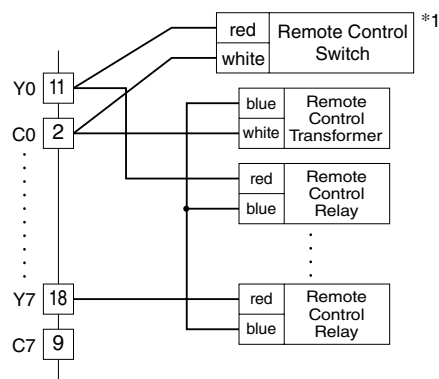 *1
red Remote Control
white Switch
Y0 11
C0 2
blue Remote
Control
white Transformer
red Remote
Control
blue Relay
Y7 18
red Remote
Control
blue Relay
C7 9